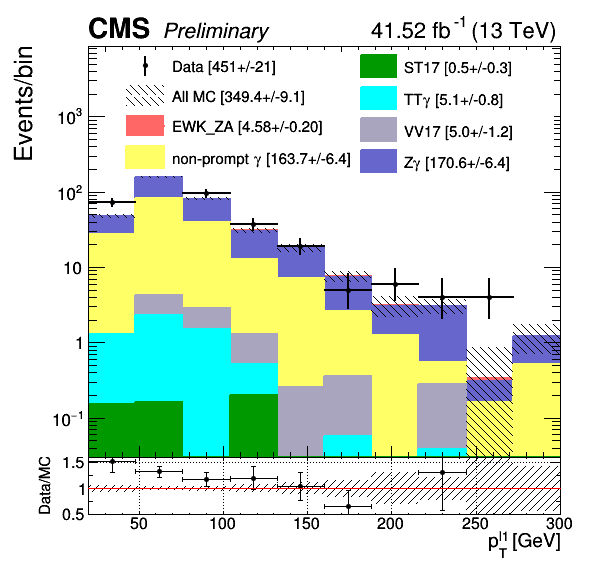 CMS Preliminary 41.52 fb⁻¹ (13 TeV)
Events/bin
Data [451+/-21]
All MC [349.4+/-9.1]
EWK_ZA [4.58+/-0.20]
non-prompt γ [163.7+/-6.4]
ST17 [0.5+/-0.3]
TTγ [5.1+/-0.8]
VV17 [5.0+/-1.2]
Zγ [170.6+/-6.4]
10³
10²
10
1
10⁻¹
Data/MC
1.5
1
0.5
50 100 150 200 250 300
p_T^l1 [GeV]